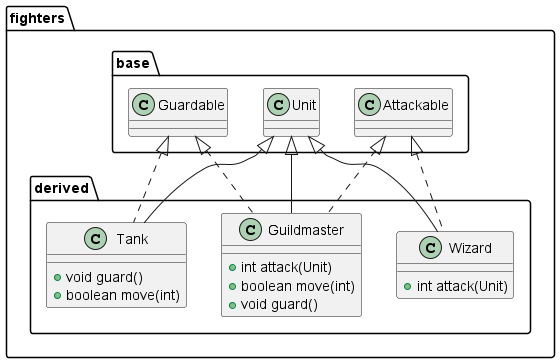 fighters
base
C Guardable
C Unit
C Attackable
derived
C Tank
void guard()
boolean move(int)
C Guildmaster
int attack(Unit)
boolean move(int)
void guard()
C Wizard
int attack(Unit)